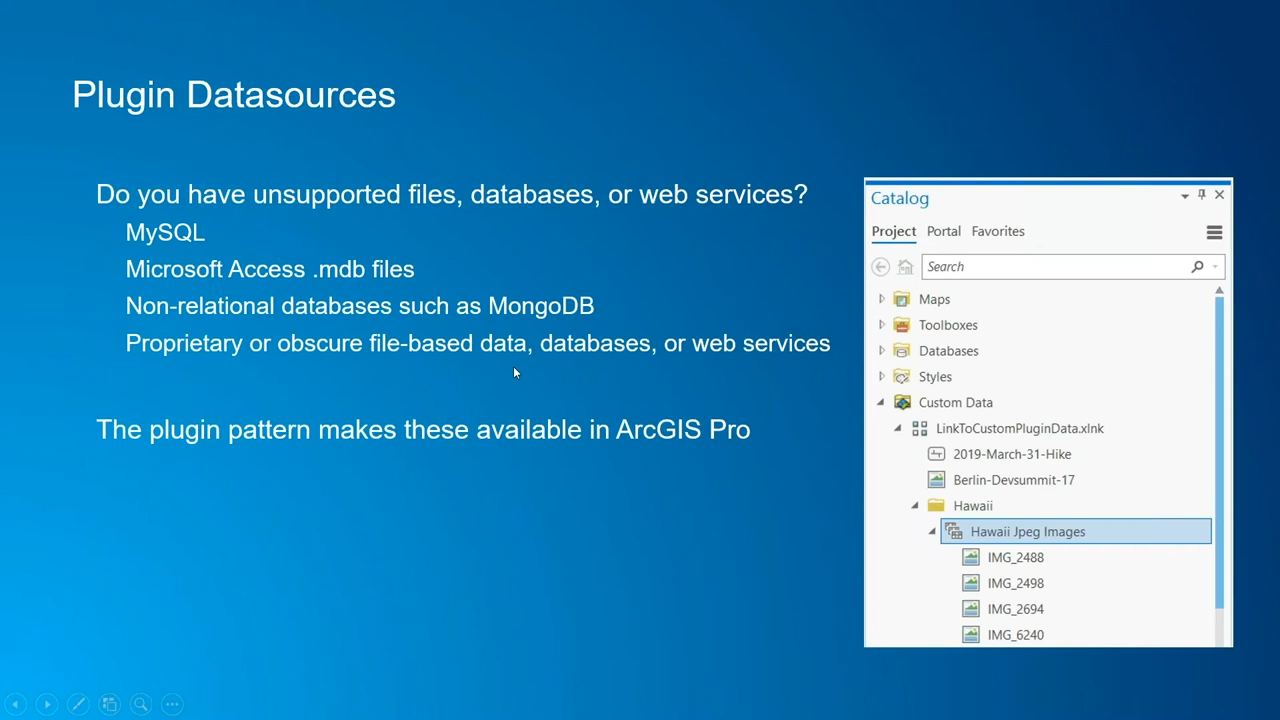 Plugin Datasources
Do you have unsupported files, databases, or web services?
MySQL
Microsoft Access .mdb files
Non-relational databases such as MongoDB
Proprietary or obscure file-based data, databases, or web services
The plugin pattern makes these available in ArcGIS Pro
Catalog
Project Portal Favorites
Search
Maps
Toolboxes
Databases
Styles
Custom Data
LinkToCustomPluginData.xlnk
2019-March-31-Hike
Berlin-Devsummit-17
Hawaii
Hawaii Jpeg Images
IMG_2488
IMG_2498
IMG_2694
IMG_6240